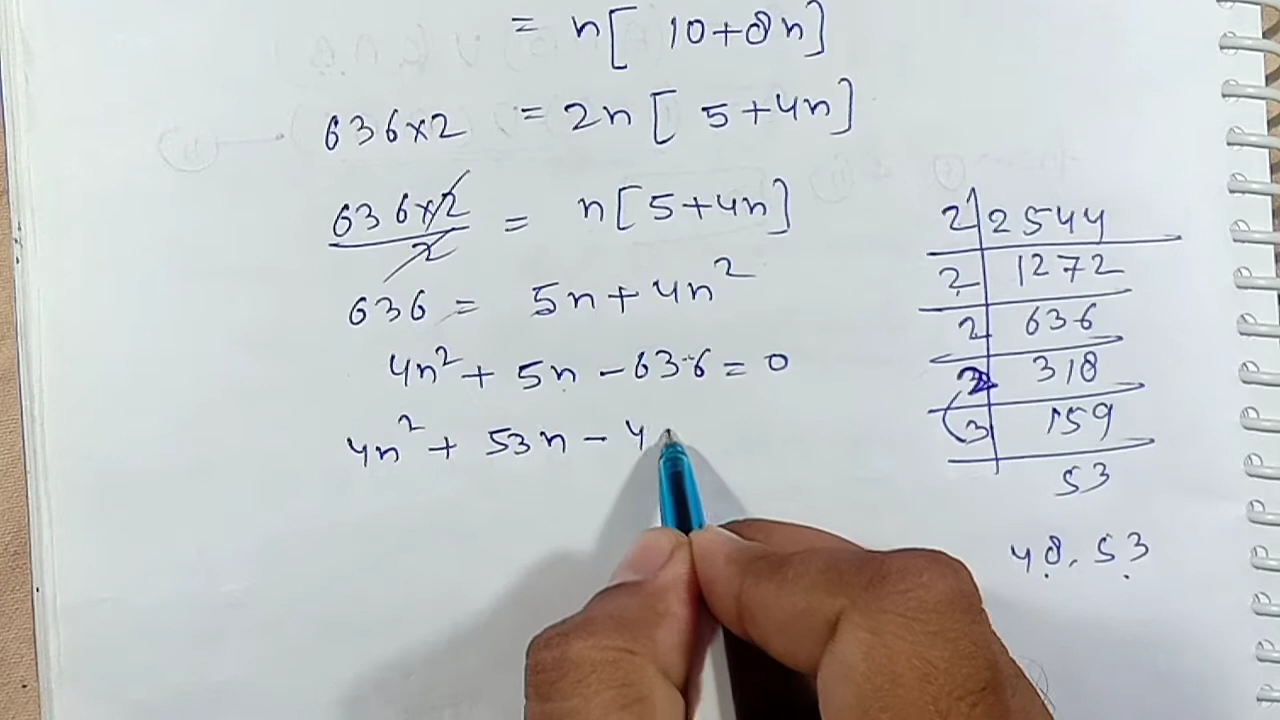 = n[ 10+8n]
636×2 = 2n[ 5+4n]
636×2/2 = n[5+4n]
636 = 5n+4n²
4n² + 5n - 636 = 0
4n² + 53n - 4
2|2544
2|1272
2|636
2|318
3|159
53
48, 53